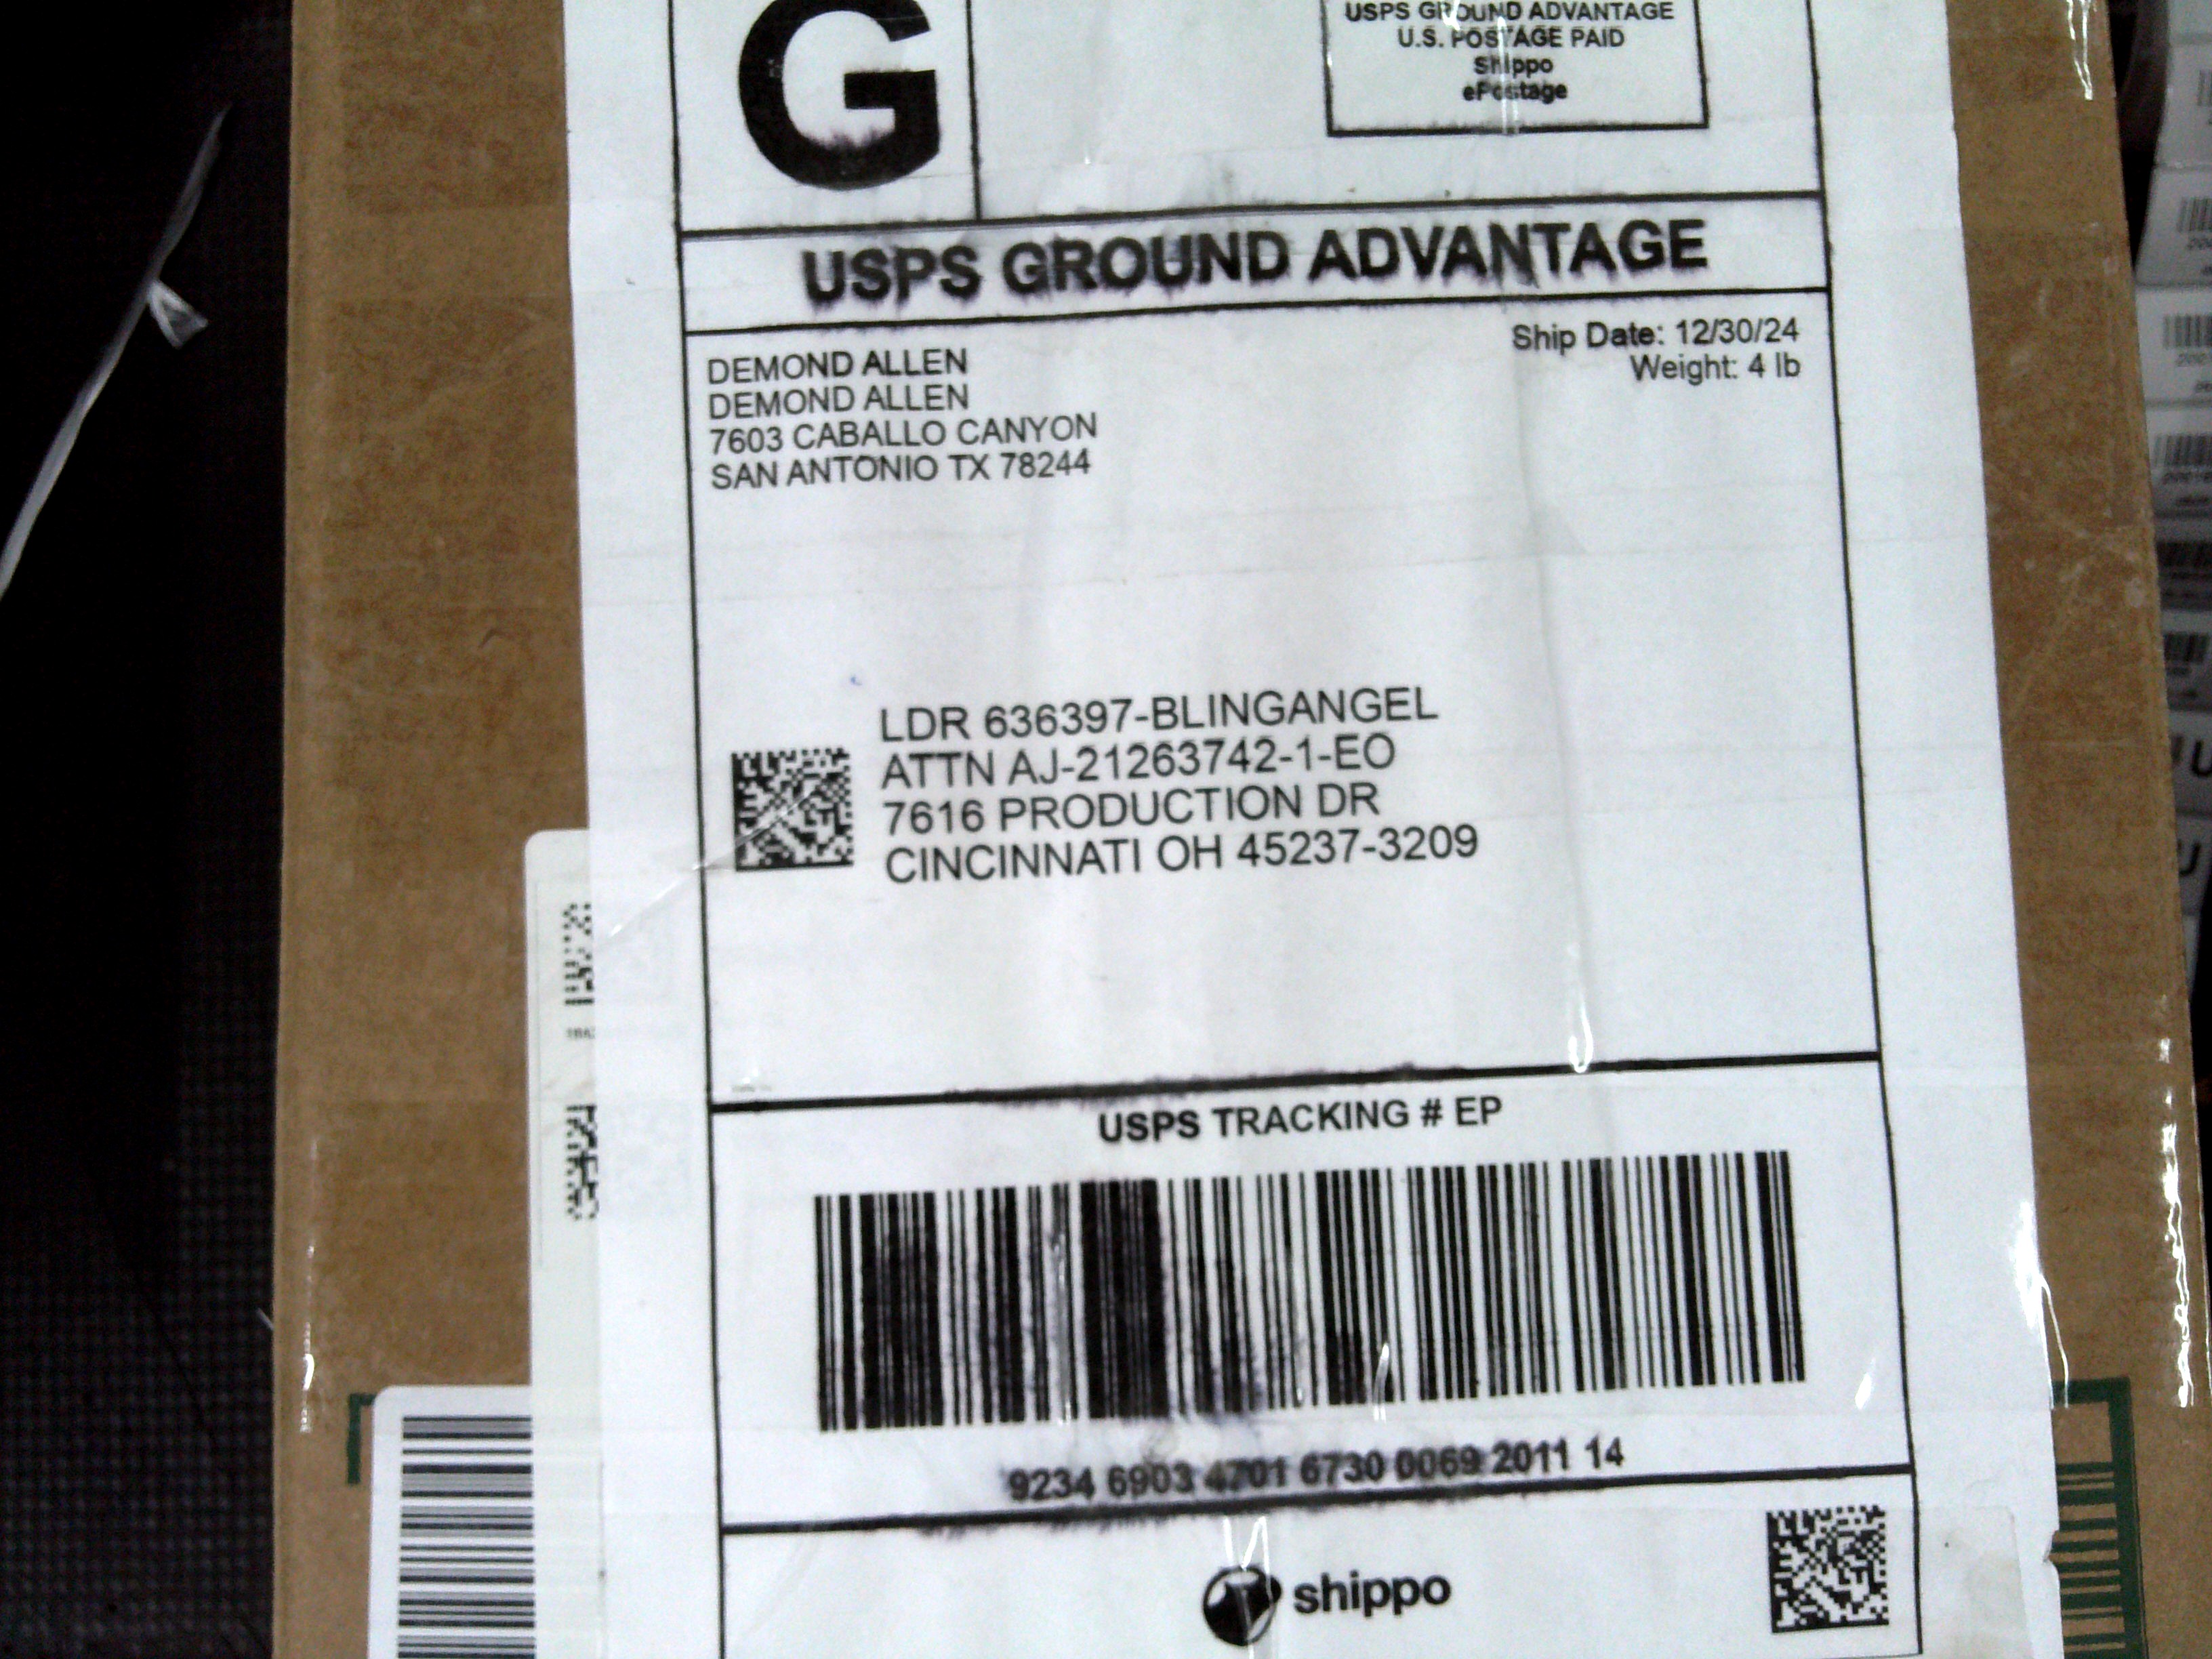 G
USPS GROUND ADVANTAGE
U.S. POSTAGE PAID
Shippo
ePostage
USPS GROUND ADVANTAGE
Ship Date: 12/30/24
Weight: 4 lb
DEMOND ALLEN
DEMOND ALLEN
7603 CABALLO CANYON
SAN ANTONIO TX 78244
LDR 636397-BLINGANGEL
ATTN AJ-21263742-1-EO
7616 PRODUCTION DR
CINCINNATI OH 45237-3209
USPS TRACKING # EP
9234 6903 4701 6730 0069 2011 14
shippo